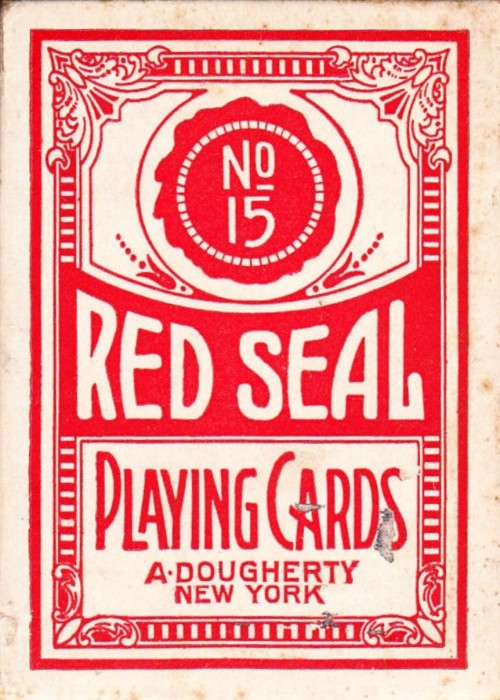 No
15
RED SEAL
PLAYING CARDS
A·DOUGHERTY
NEW YORK